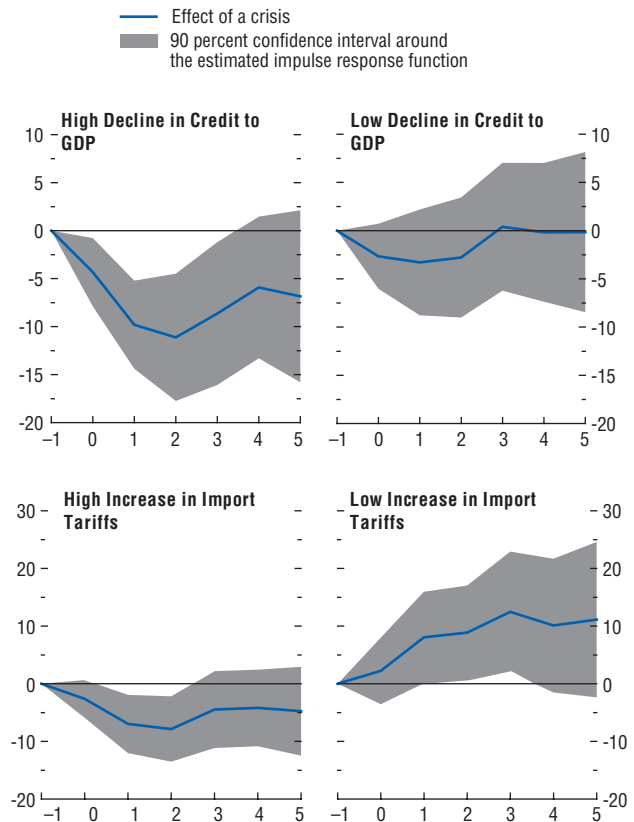 Effect of a crisis
90 percent confidence interval around
the estimated impulse response function
High Decline in Credit to
GDP
10
5
0
-5
-10
-15
-20
–1 0 1 2 3 4 5
Low Decline in Credit to
GDP
10
5
0
-5
-10
-15
-20
–1 0 1 2 3 4 5
High Increase in Import
Tariffs
30
20
10
0
-10
-20
–1 0 1 2 3 4 5
Low Increase in Import
Tariffs
30
20
10
0
-10
-20
–1 0 1 2 3 4 5